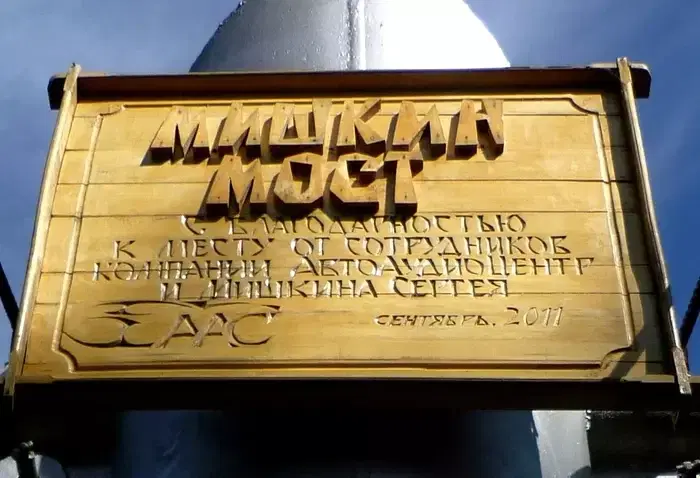 МИШКИН
МОСТ
С БЛАГОДАРНОСТЬЮ
К МЕСТУ ОТ СОТРУДНИКОВ
КОМПАНИИ АВТОАУДИОЦЕНТР
И МИШКИНА СЕРГЕЯ
ААС
СЕНТЯБРЬ. 2011